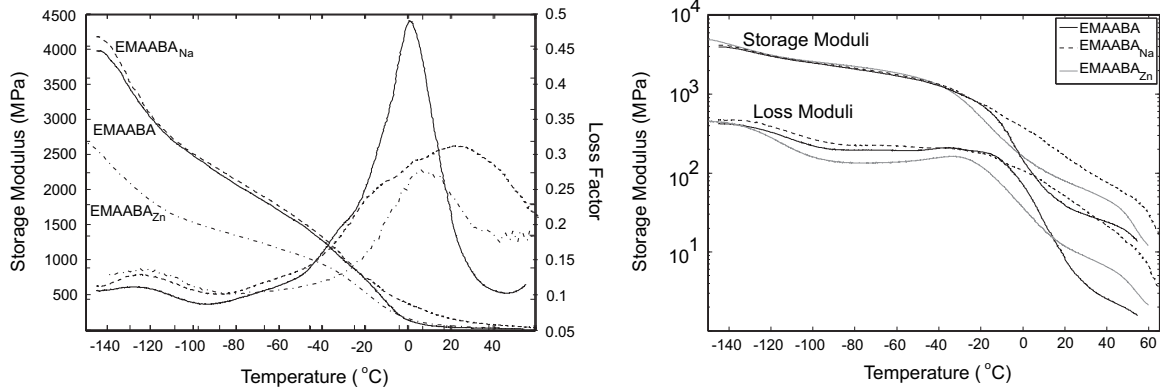 4500
4000
3500
3000
2500
2000
1500
1000
500
Storage Modulus (MPa)
EMAABA_Na
EMAABA
EMAABA_Zn
0.5
0.45
0.4
0.35
0.3
0.25
0.2
0.15
0.1
0.05
Loss Factor
-140 -120 -100 -80 -60 -40 -20 0 20 40
Temperature ( °C)
10^4
10^3
10^2
10^1
Storage Modulus (MPa)
Storage Moduli
Loss Moduli
EMAABA
EMAABA_Na
EMAABA_Zn
-140 -120 -100 -80 -60 -40 -20 0 20 40 60
Temperature ( °C)